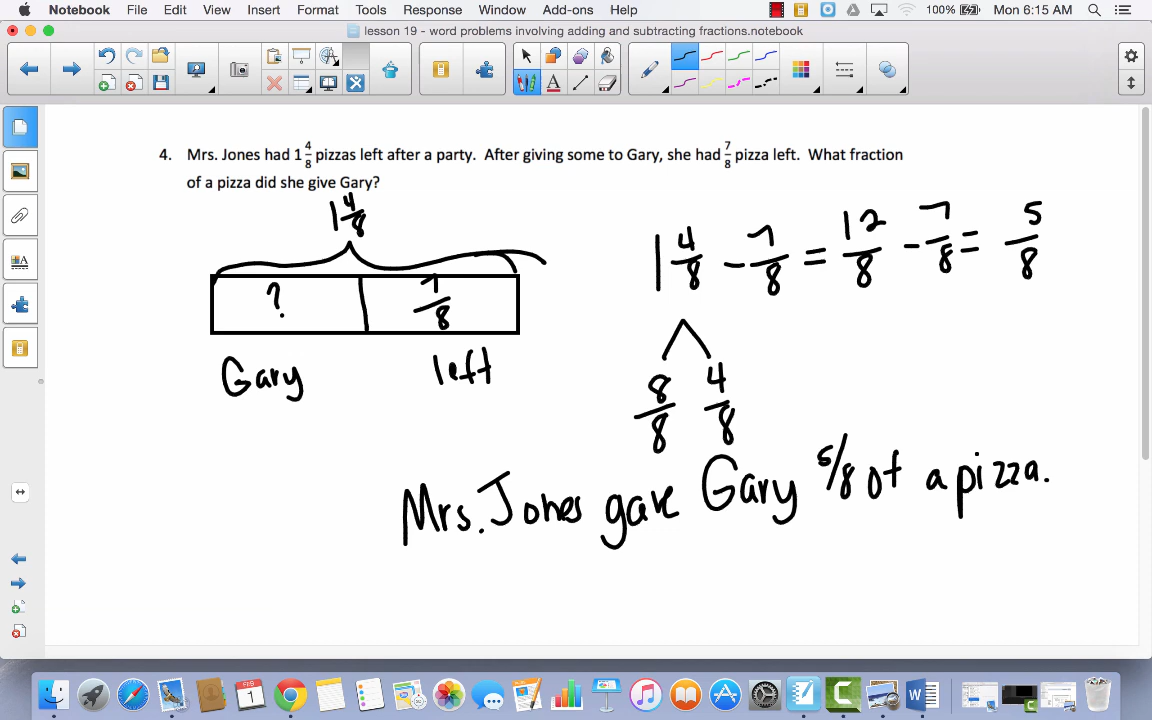 Notebook File Edit View Insert Format Tools Response Window Add-ons Help 100% Mon 6:15 AM
lesson 19 - word problems involving adding and subtracting fractions.notebook
4. Mrs. Jones had 1 4/8 pizzas left after a party. After giving some to Gary, she had 7/8 pizza left. What fraction
of a pizza did she give Gary?
1 4/8
1 4/8 - 7/8 = 12/8 - 7/8 = 5/8
? 7/8
Gary left
8/8 4/8
Mrs. Jones gave Gary 5/8 of a pizza.